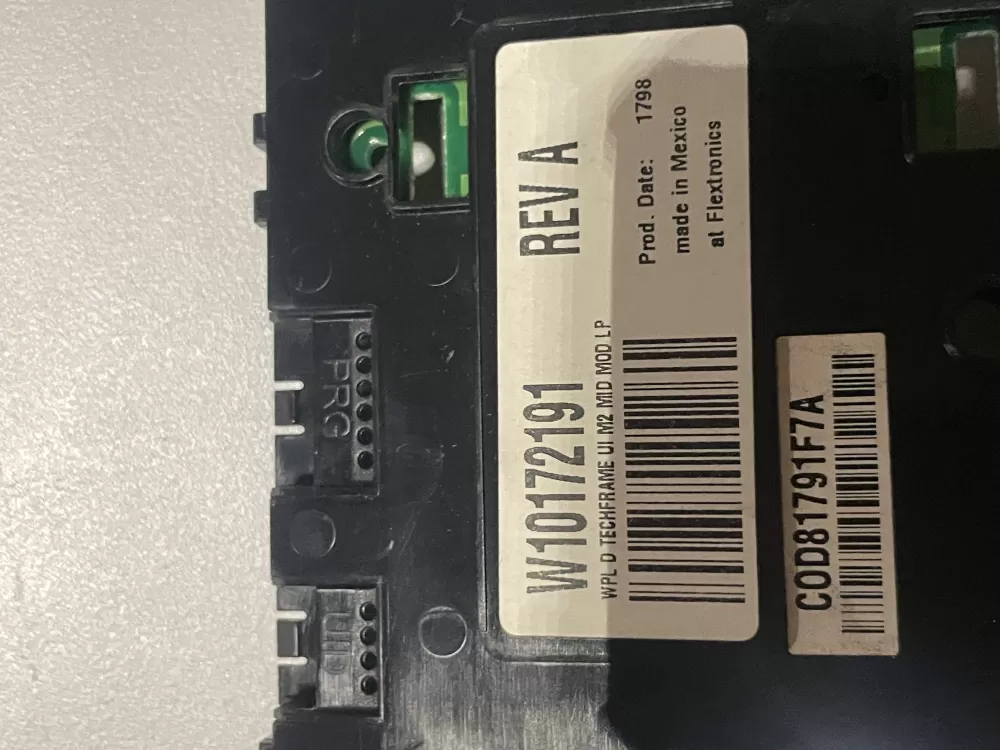 W10172191 REV A
WPL D TECHFRAME UI M2 MID MOD LP
Prod. Date: 1798
made in Mexico
at Flextronics
COD81791F7A
PRG